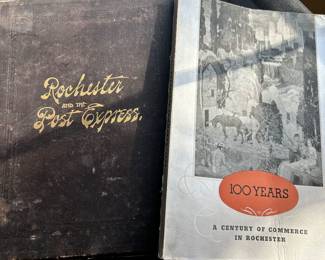 Rochester
AND THE
Post Express.
100 YEARS
A CENTURY OF COMMERCE
IN ROCHESTER